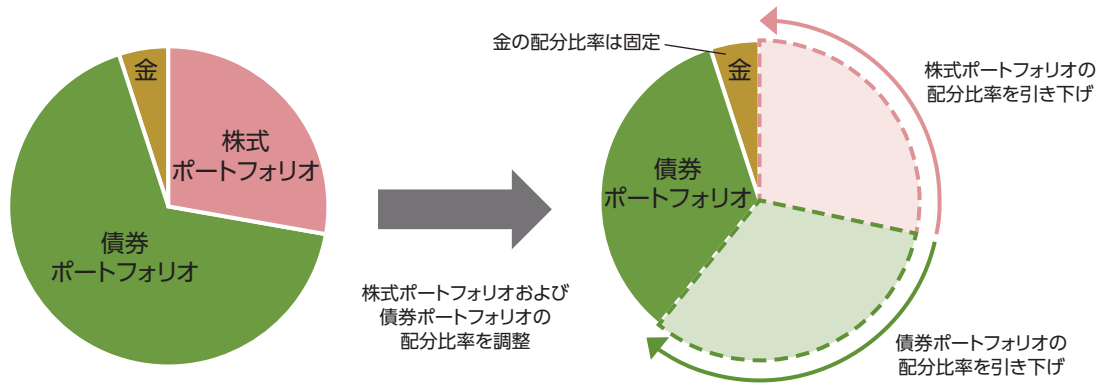 金
株式
ポートフォリオ
債券
ポートフォリオ
株式ポートフォリオおよび
債券ポートフォリオの
配分比率を調整
金の配分比率は固定
金
債券
ポートフォリオ
株式ポートフォリオの
配分比率を引き下げ
債券ポートフォリオの
配分比率を引き下げ